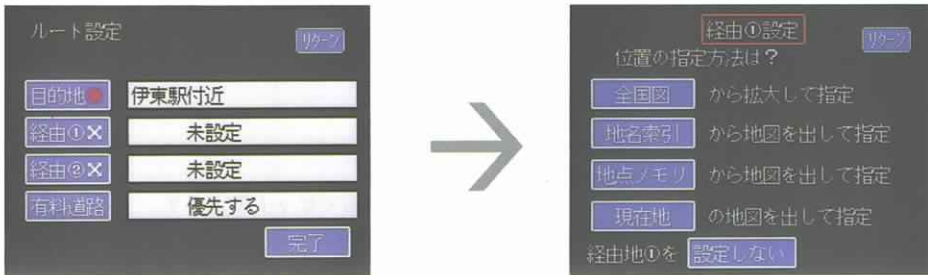 ルート設定
リターン
目的地● 伊東駅付近
経由①✕ 未設定
経由②✕ 未設定
有料道路 優先する
完了
経由①設定
リターン
位置の指定方法は?
全国図 から拡大して指定
地名索引 から地図を出して指定
地点メモリ から地図を出して指定
現在地 の地図を出して指定
経由地①を 設定しない